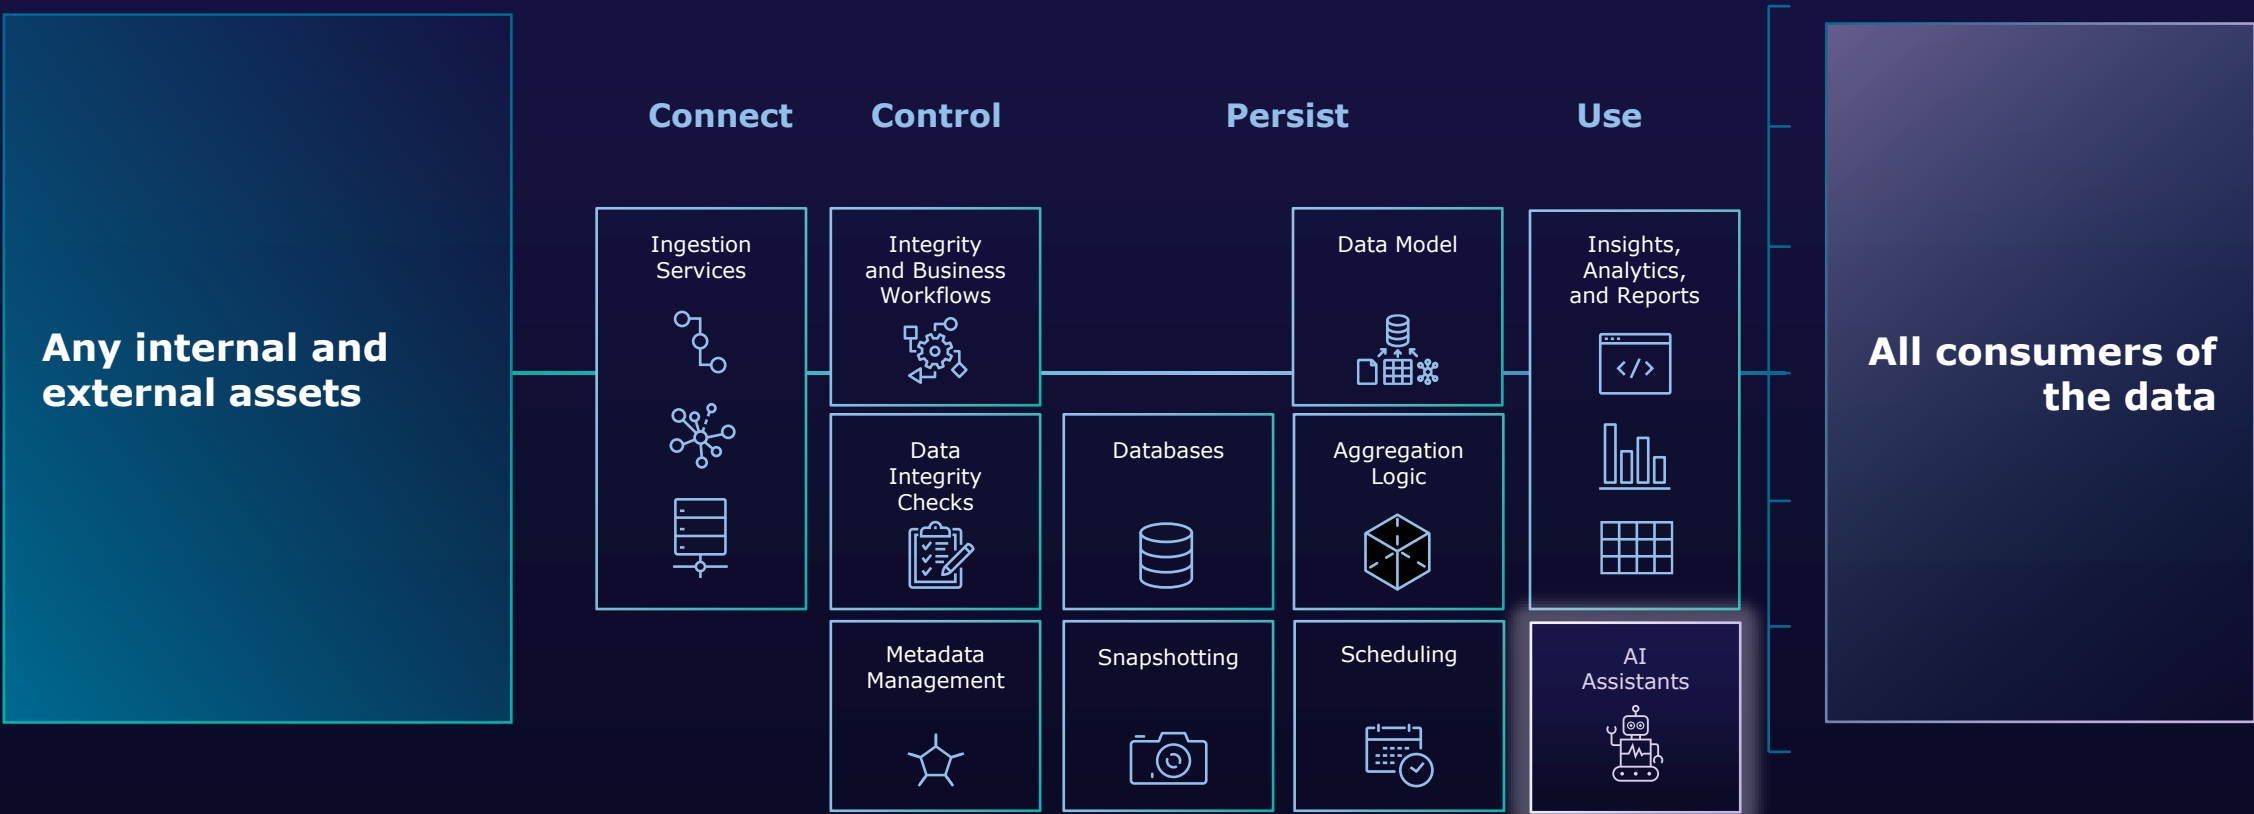 Connect
Control
Persist
Use
Any internal and
external assets
Ingestion
Services
Integrity
and Business
Workflows
Data
Integrity
Checks
Metadata
Management
Databases
Snapshotting
Data Model
Aggregation
Logic
Scheduling
Insights,
Analytics,
and Reports
</>
AI
Assistants
All consumers of
the data